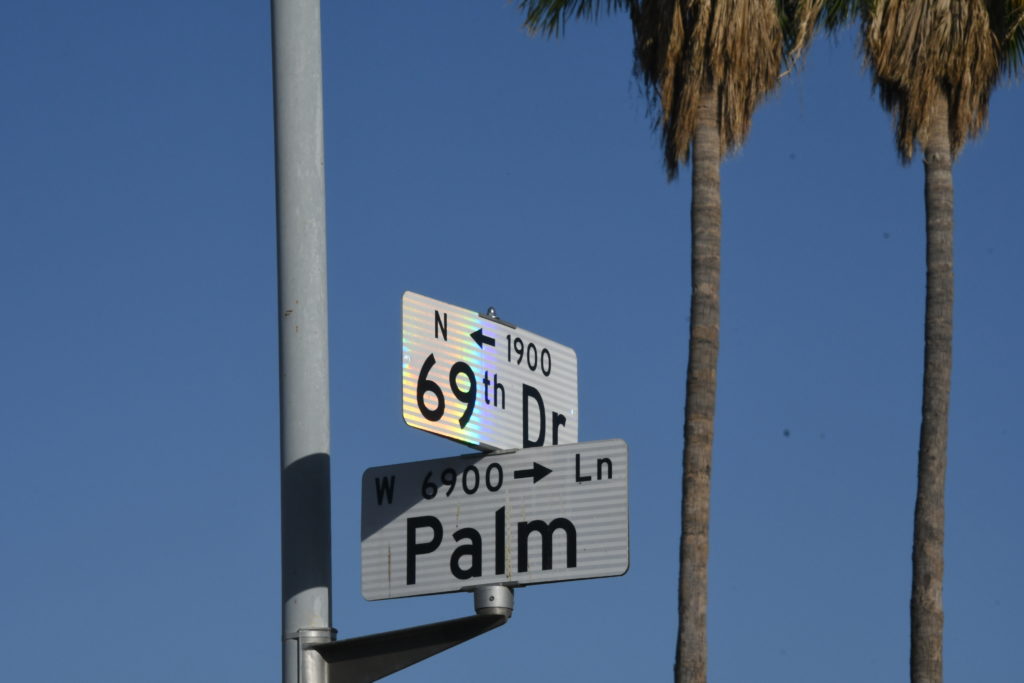 N ← 1900
69th Dr
W 6900 → Ln
Palm